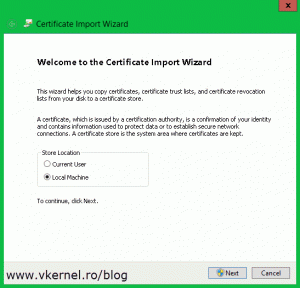 Certificate Import Wizard
Welcome to the Certificate Import Wizard
This wizard helps you copy certificates, certificate trust lists, and certificate revocation
lists from your disk to a certificate store.
A certificate, which is issued by a certification authority, is a confirmation of your identity
and contains information used to protect data or to establish secure network
connections. A certificate store is the system area where certificates are kept.
Store Location
Current User
Local Machine
To continue, click Next.
www.vkernel.ro/blog
Next
Cancel